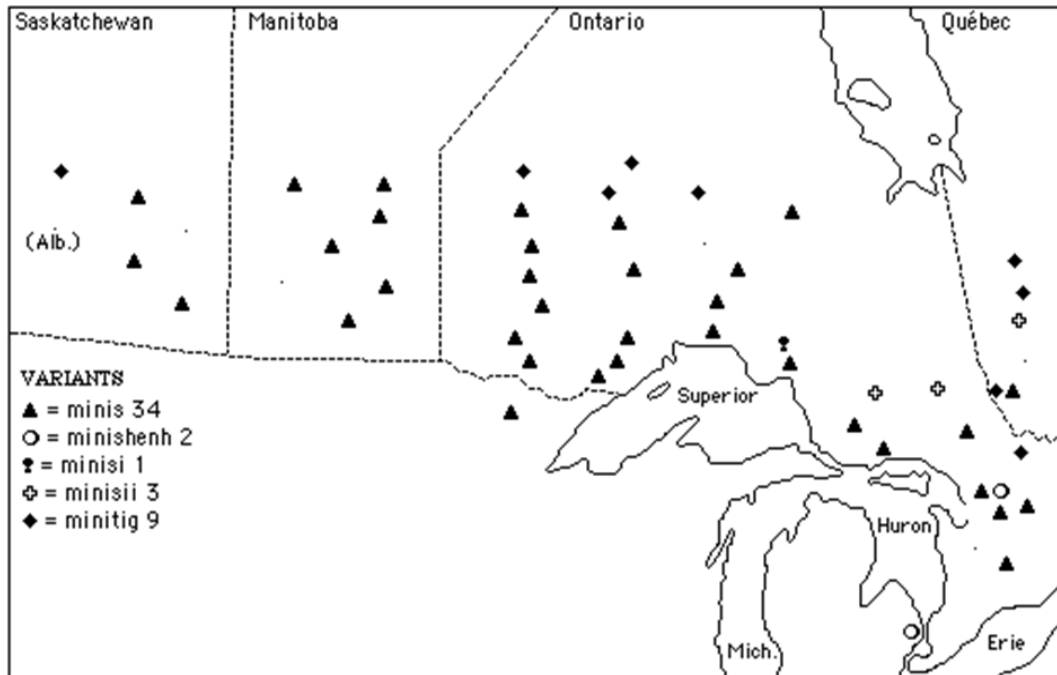 Saskatchewan
Manitoba
Ontario
Québec
(Alb.)
VARIANTS
▲ = minis 34
○ = minishenh 2
= minisi 1
= minisii 3
◆ = minitig 9
Superior
Huron
Mich.
Erie